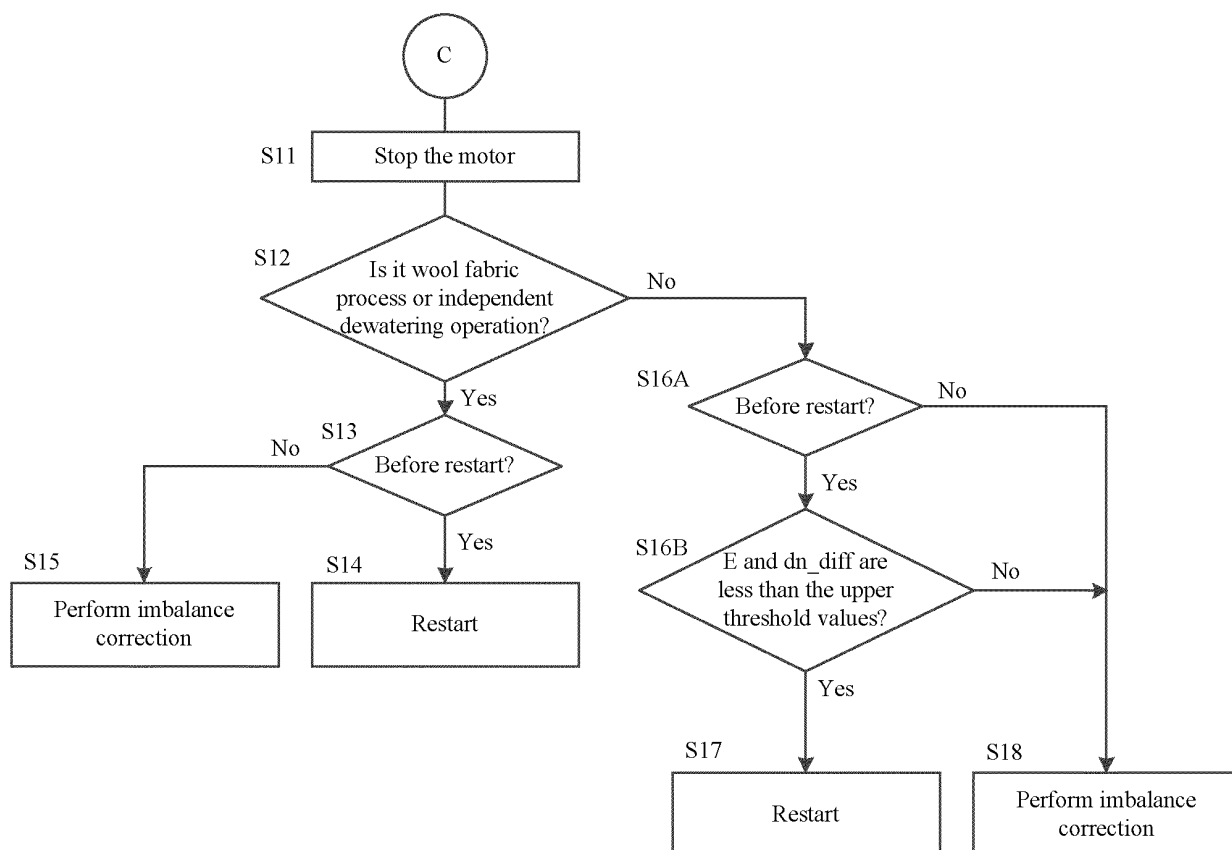 C
S11
Stop the motor
S12
Is it wool fabric
process or independent
dewatering operation?
No
Yes
S16A
Before restart?
No
S13
Before restart?
No
Yes
Yes
S16B
E and dn_diff are
less than the upper
threshold values?
No
Yes
S15
Perform imbalance
correction
S14
Restart
S17
Restart
S18
Perform imbalance
correction